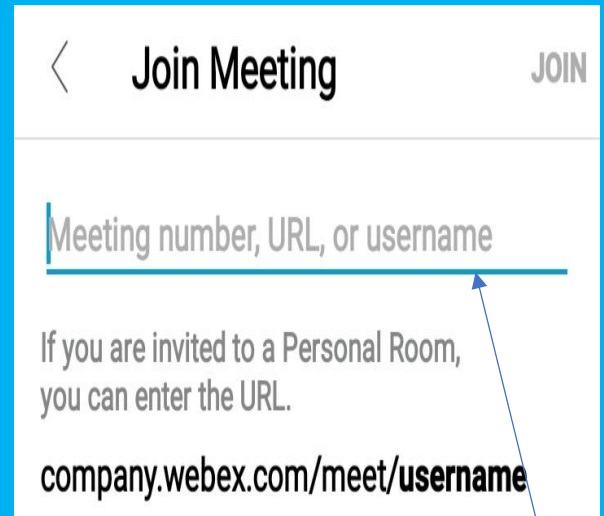 Join Meeting JOIN
Meeting number, URL, or username
If you are invited to a Personal Room,
you can enter the URL.
company.webex.com/meet/username